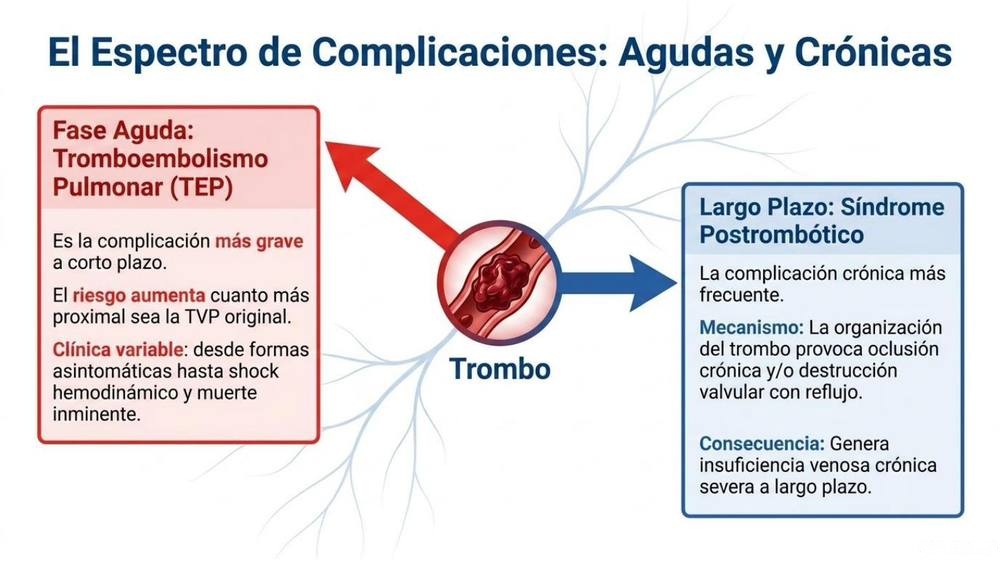 El Espectro de Complicaciones: Agudas y Crónicas
Fase Aguda:
Tromboembolismo
Pulmonar (TEP)
Es la complicación más grave
a corto plazo.
El riesgo aumenta cuanto más
proximal sea la TVP original.
Clínica variable: desde formas
asintomáticas hasta shock
hemodinámico y muerte
inminente.
Trombo
Largo Plazo: Síndrome
Postrombótico
La complicación crónica más
frecuente.
Mecanismo: La organización
del trombo provoca oclusión
crónica y/o destrucción
valvular con reflujo.
Consecuencia: Genera
insuficiencia venosa crónica
severa a largo plazo.